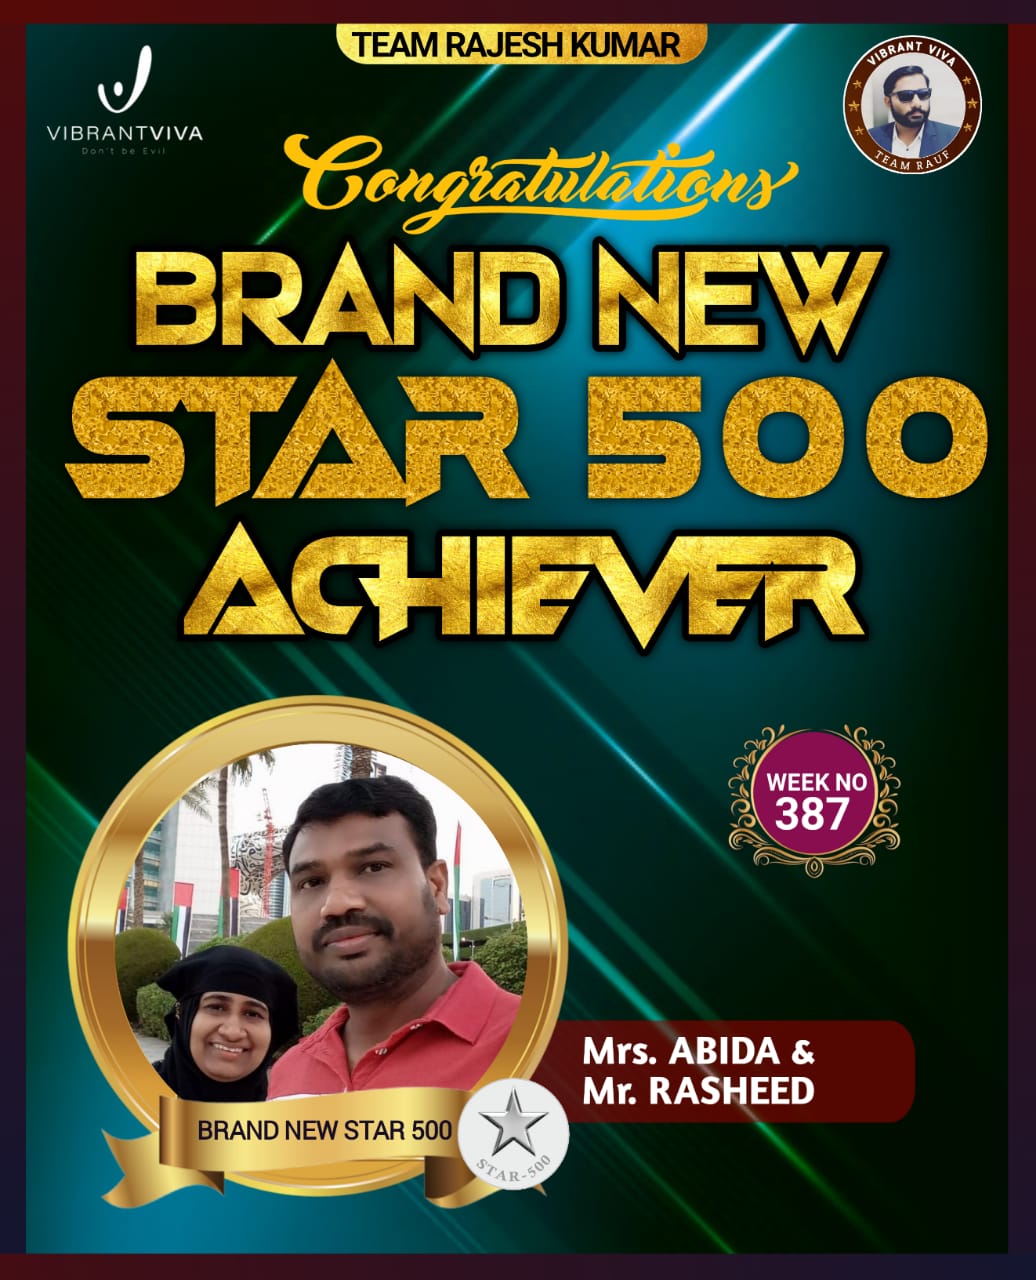 TEAM RAJESH KUMAR
VIBRANTVIVA
Don't be Evil
VIBRANT VIVA
TEAM RAUF
Congratulations
BRAND NEW
STAR 500
ACHIEVER
WEEK NO
387
Mrs. ABIDA &
Mr. RASHEED
BRAND NEW STAR 500
STAR-500